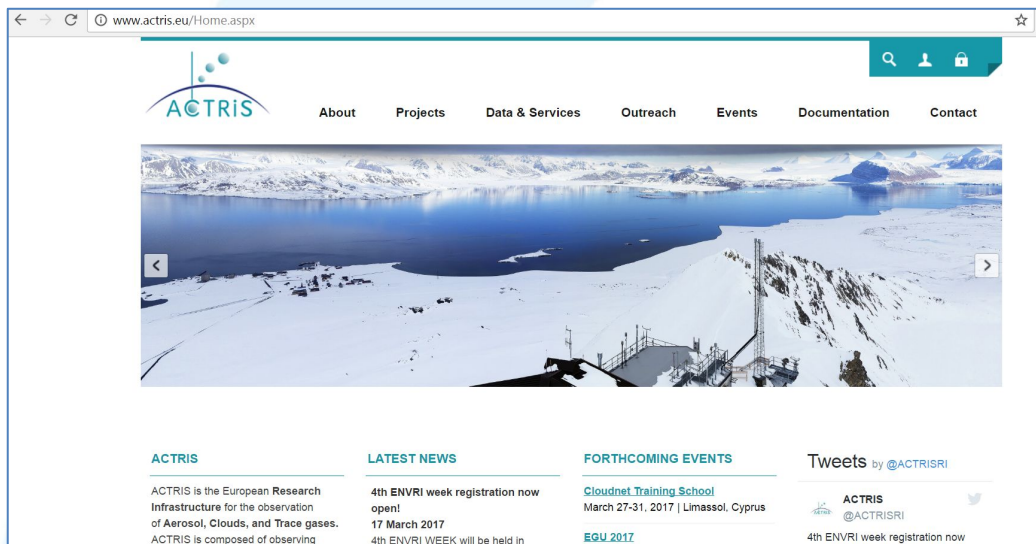 www.actris.eu/Home.aspx
ACTRiS
About Projects Data & Services Outreach Events Documentation Contact
ACTRIS
ACTRIS is the European Research
Infrastructure for the observation
of Aerosol, Clouds, and Trace gases.
ACTRIS is composed of observing
LATEST NEWS
4th ENVRI week registration now
open!
17 March 2017
4th ENVRI WEEK will be held in
FORTHCOMING EVENTS
Cloudnet Training School
March 27-31, 2017 | Limassol, Cyprus
EGU 2017
Tweets by @ACTRISRI
ACTRIS
@ACTRISRI
4th ENVRI week registration now